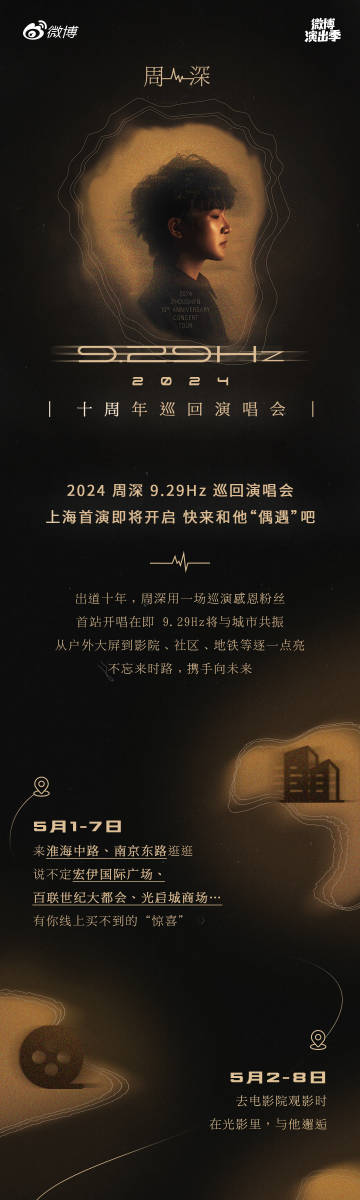 微博
微博
演出季
周深
2024
ZHOUSHEN
10TH ANNIVERSARY
CONCERT
TOUR
9.29Hz
2024
十周年巡回演唱会
2024 周深 9.29Hz 巡回演唱会
上海首演即将开启 快来和他“偶遇”吧
出道十年，周深用一场巡演感恩粉丝
首站开唱在即 9.29Hz将与城市共振
从户外大屏到影院、社区、地铁等逐一点亮
不忘来时路，携手向未来
5月1-7日
来淮海中路、南京东路逛逛
说不定宏伊国际广场、
百联世纪大都会、光启城商场…
有你线上买不到的“惊喜”
5月2-8日
去电影院观影时
在光影里，与他邂逅